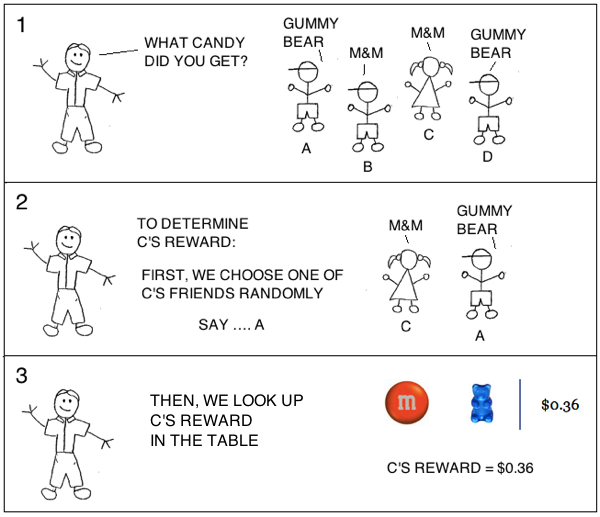 1
WHAT CANDY
DID YOU GET?
GUMMY
BEAR
M&M
M&M
GUMMY
BEAR
A
B
C
D
2
TO DETERMINE
C'S REWARD:
FIRST, WE CHOOSE ONE OF
C'S FRIENDS RANDOMLY
SAY .... A
M&M
GUMMY
BEAR
C
A
3
THEN, WE LOOK UP
C'S REWARD
IN THE TABLE
m
$0.36
C'S REWARD = $0.36